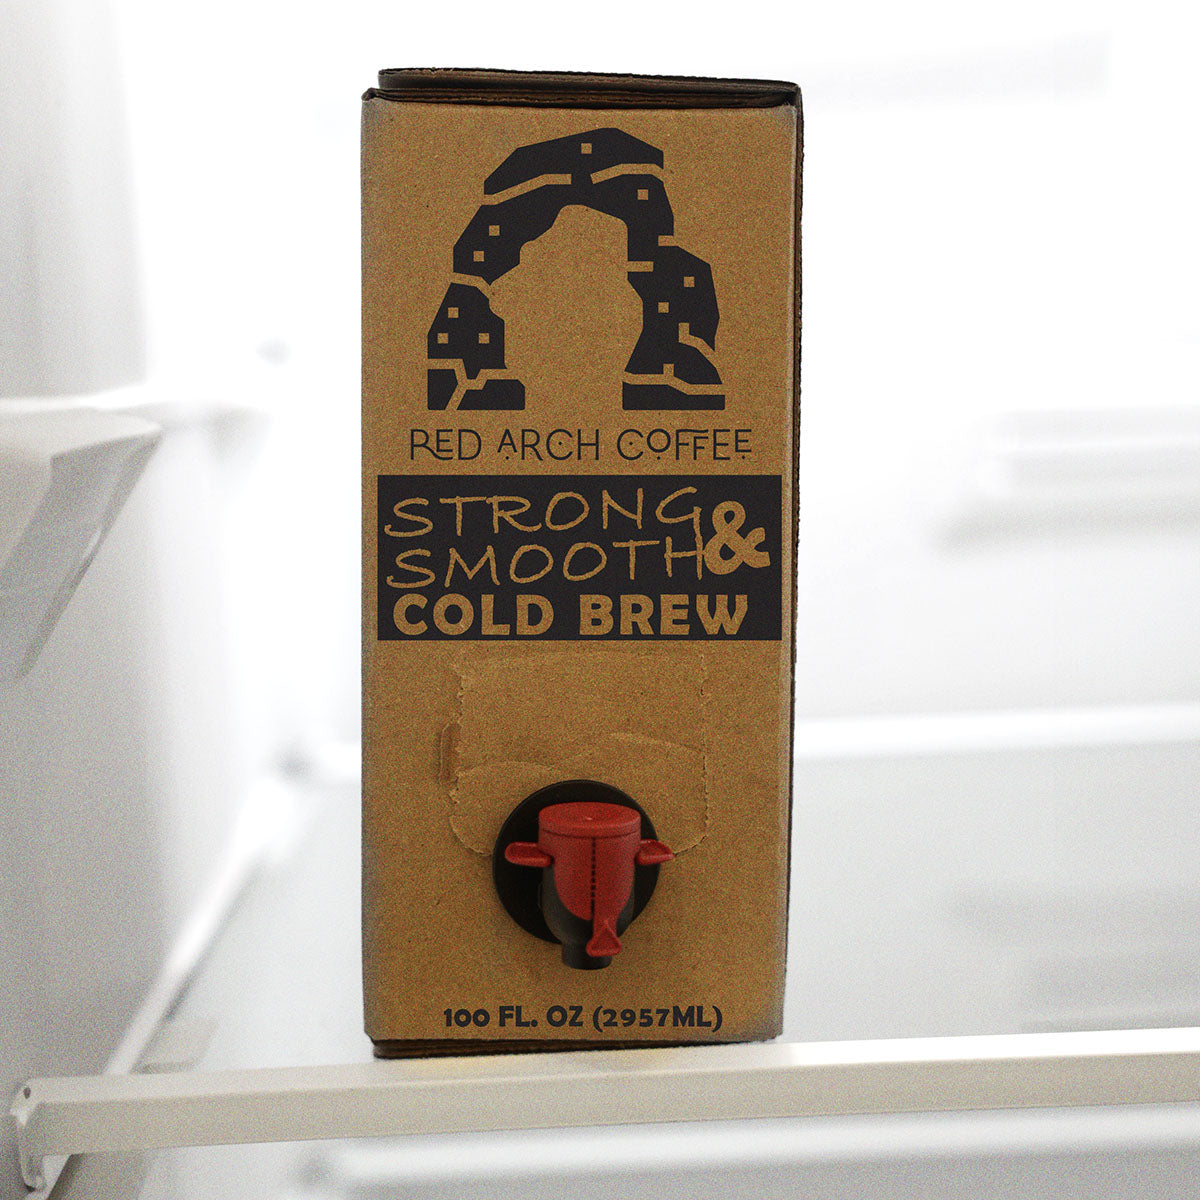 RED ARCH COFFEE
STRONG &
SMOOTH
COLD BREW
100 FL. OZ (2957ML)